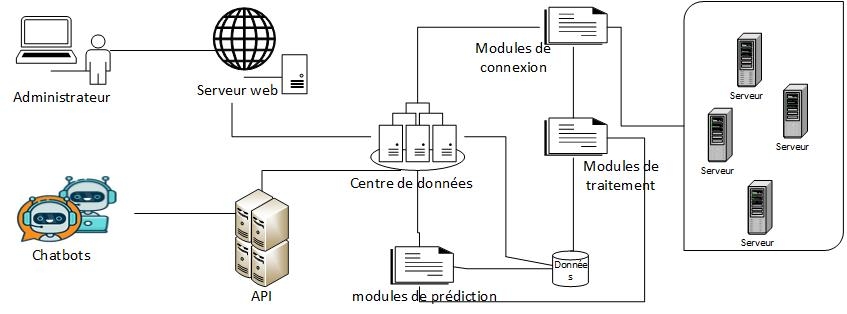 Administrateur
Serveur web
Modules de
connexion
Serveur
Serveur
Serveur
Serveur
Centre de données
Modules de
traitement
Chatbots
API
modules de prédiction
Donnée
s